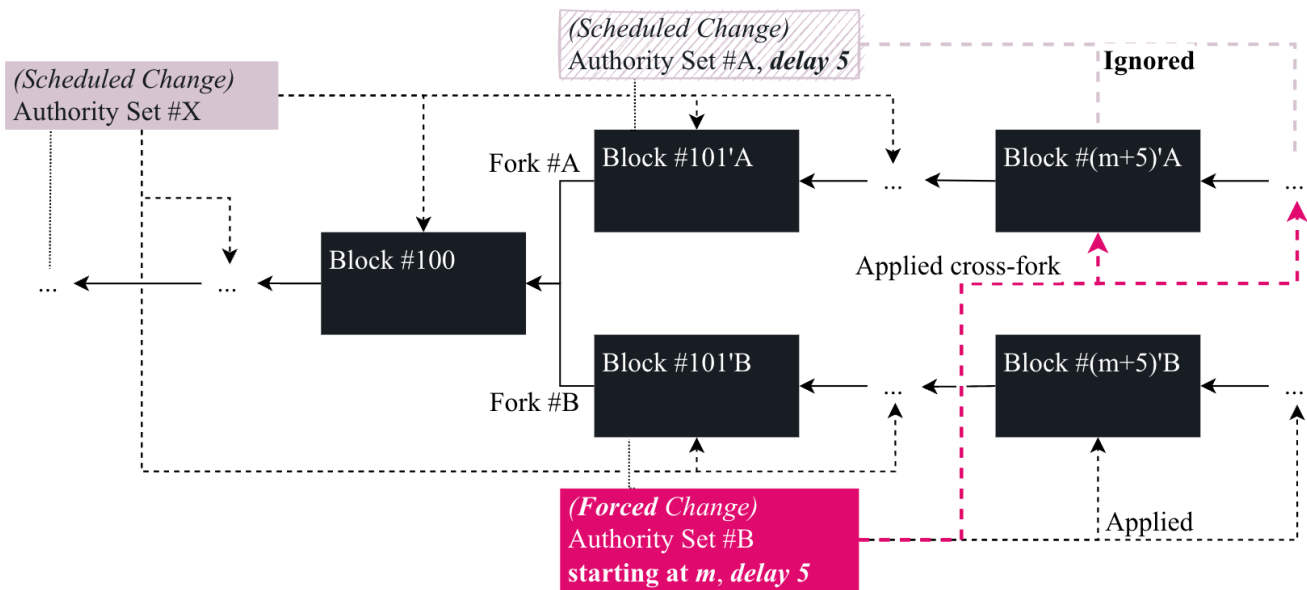 (Scheduled Change)
Authority Set #A, delay 5
Ignored
(Scheduled Change)
Authority Set #X
Block #101'A
Block #(m+5)'A
Fork #A
...
...
Block #100
Applied cross-fork
...
...
Block #101'B
Block #(m+5)'B
Fork #B
...
...
(Forced Change)
Authority Set #B
starting at m, delay 5
Applied